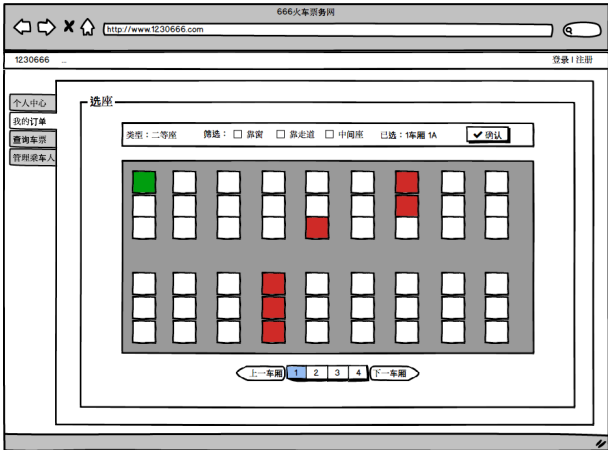 666火车票务网
http://www.1230666.com
1230666 ...
登录 | 注册
个人中心
我的订单
查询车票
管理乘车人
选座
类型：二等座 筛选： 靠窗 靠走道 中间座 已选：1车厢 1A 确认
上一车厢 1 2 3 4 下一车厢